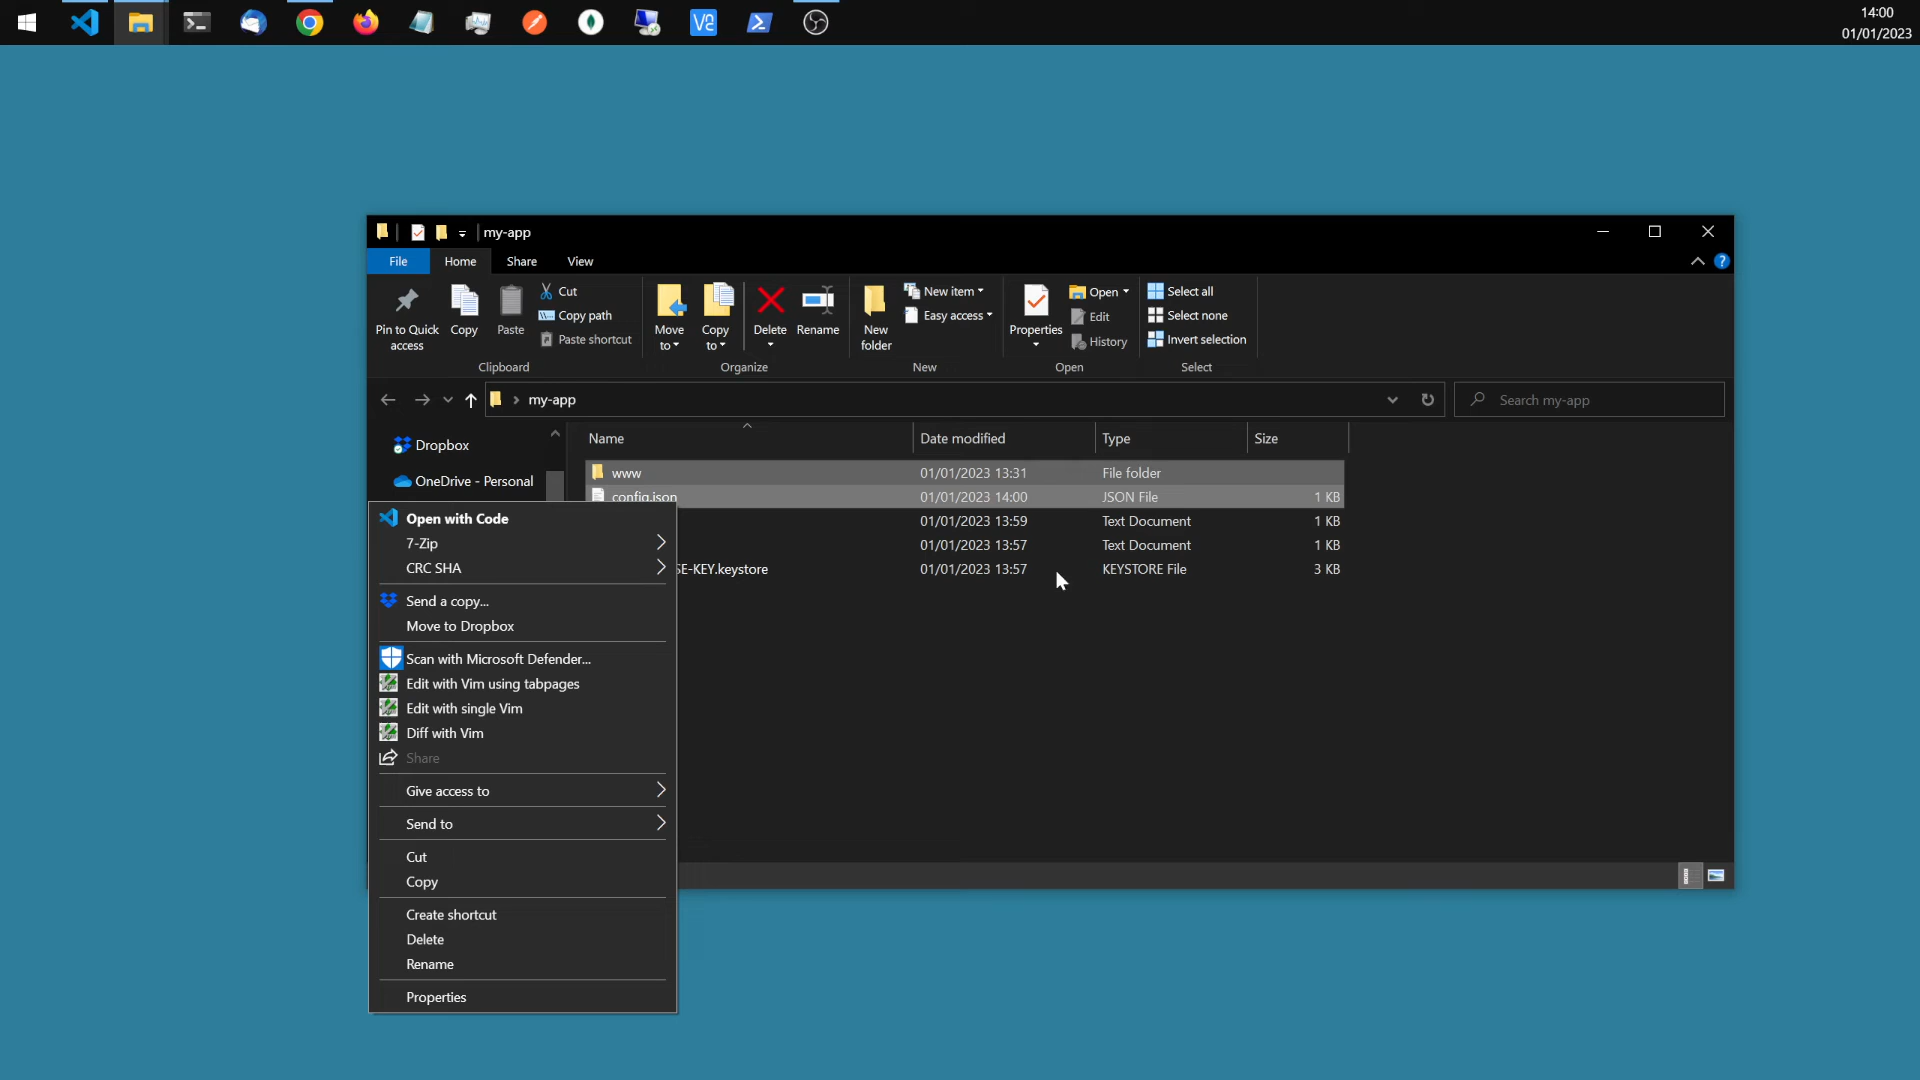 14:00
01/01/2023
my-app
File Home Share View
Pin to Quick access
Copy
Paste
Cut
Copy path
Paste shortcut
Clipboard
Move to
Copy to
Delete
Rename
Organize
New folder
New item
Easy access
New
Properties
Open
Edit
History
Open
Select all
Select none
Invert selection
Select
my-app
Search my-app
Dropbox
OneDrive - Personal
Name Date modified Type Size
www 01/01/2023 13:31 File folder
config.json 01/01/2023 14:00 JSON File 1 KB
01/01/2023 13:59 Text Document 1 KB
01/01/2023 13:57 Text Document 1 KB
SE-KEY.keystore 01/01/2023 13:57 KEYSTORE File 3 KB
Open with Code
7-Zip
CRC SHA
Send a copy...
Move to Dropbox
Scan with Microsoft Defender...
Edit with Vim using tabpages
Edit with single Vim
Diff with Vim
Share
Give access to
Send to
Cut
Copy
Create shortcut
Delete
Rename
Properties